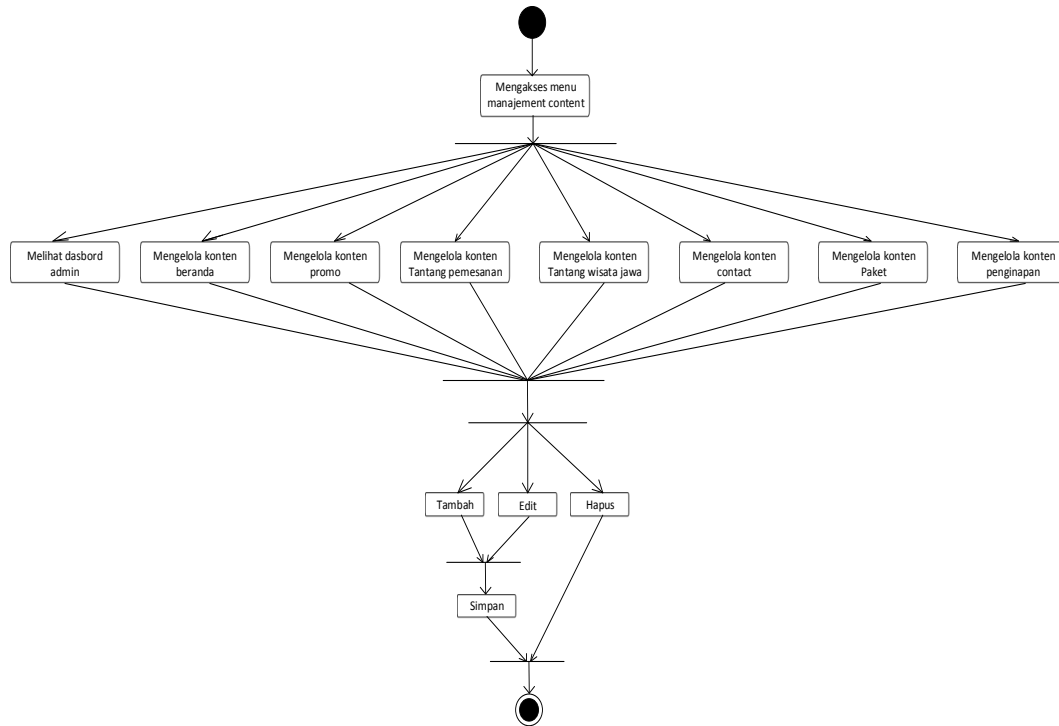 Mengakses menu
manajement content
Melihat dasbord
admin
Mengelola konten
beranda
Mengelola konten
promo
Mengelola konten
Tantang pemesanan
Mengelola konten
Tantang wisata jawa
Mengelola konten
contact
Mengelola konten
Paket
Mengelola konten
penginapan
Tambah
Edit
Hapus
Simpan